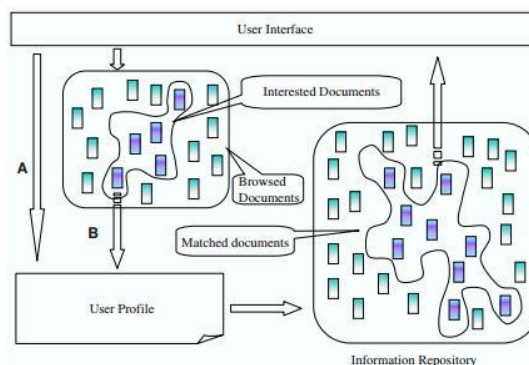 User Interface
Interested Documents
A
Browsed
Documents
B
Matched documents
User Profile
Information Repository